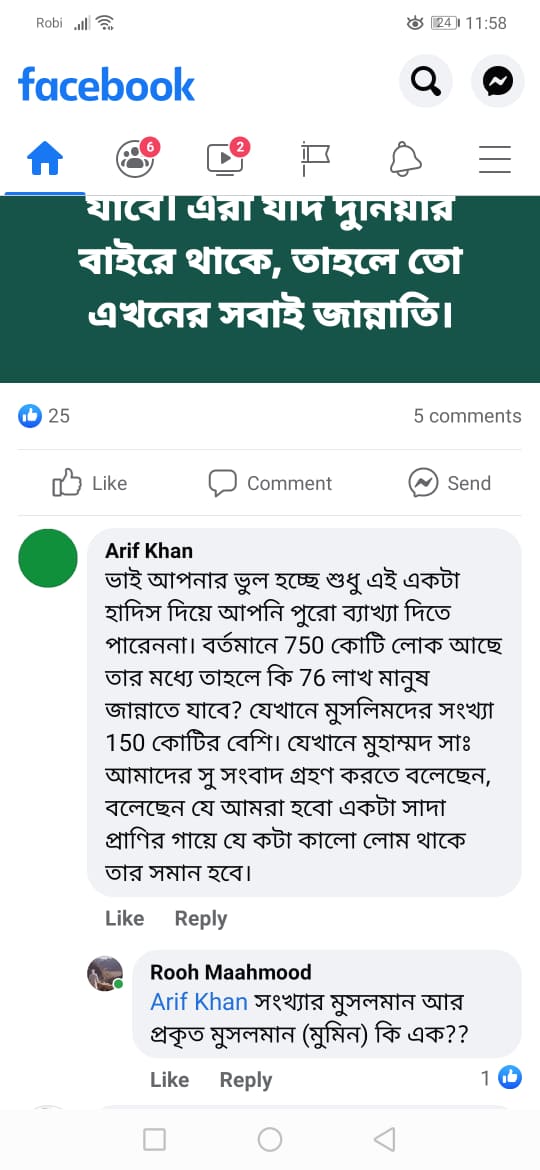 Robi 24 11:58
facebook
6 2
যাবে। এরা যদি দুনিয়ার
বাইরে থাকে, তাহলে তো
এখনের সবাই জান্নাতি।
25 5 comments
Like Comment Send
Arif Khan
ভাই আপনার ভুল হচ্ছে শুধু এই একটা
হাদিস দিয়ে আপনি পুরো ব্যাখ্যা দিতে
পারেননা। বর্তমানে 750 কোটি লোক আছে
তার মধ্যে তাহলে কি 76 লাখ মানুষ
জান্নাতে যাবে? যেখানে মুসলিমদের সংখ্যা
150 কোটির বেশি। যেখানে মুহাম্মদ সাঃ
আমাদের সু সংবাদ গ্রহণ করতে বলেছেন,
বলেছেন যে আমরা হবো একটা সাদা
প্রাণির গায়ে যে কটা কালো লোম থাকে
তার সমান হবে।
Like Reply
Rooh Maahmood
Arif Khan সংখ্যার মুসলমান আর
প্রকৃত মুসলমান (মুমিন) কি এক??
Like Reply 1